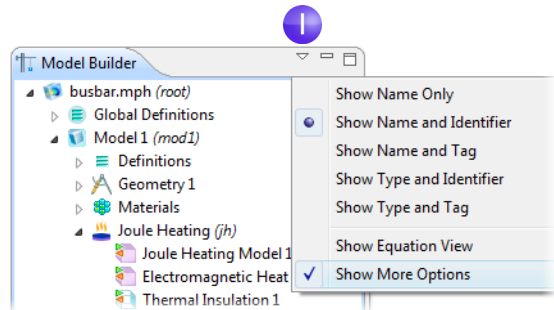 1
Model Builder
busbar.mph (root)
Global Definitions
Model 1 (mod1)
Definitions
Geometry 1
Materials
Joule Heating (jh)
Joule Heating Model 1
Electromagnetic Heat
Thermal Insulation 1
Show Name Only
Show Name and Identifier
Show Name and Tag
Show Type and Identifier
Show Type and Tag
Show Equation View
Show More Options